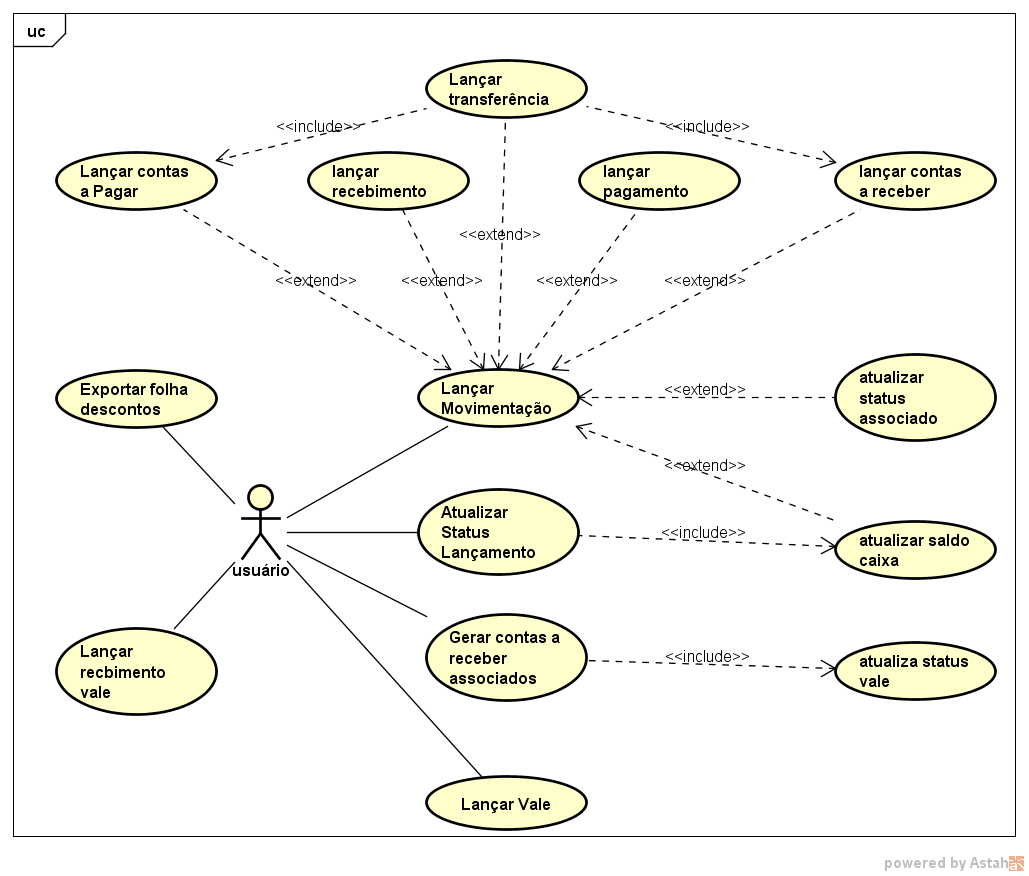 uc
Lançar
transferência
<<include>>
<<include>>
Lançar contas
a Pagar
lançar
recebimento
lançar
pagamento
lançar contas
a receber
<<extend>>
<<extend>>
<<extend>>
<<extend>>
<<extend>>
Exportar folha
descontos
Lançar
Movimentação
<<extend>>
atualizar
status
associado
<<extend>>
Atualizar
Status
Lançamento
<<include>>
atualizar saldo
caixa
usuário
Lançar
recbimento
vale
Gerar contas a
receber
associados
<<include>>
atualiza status
vale
Lançar Vale
powered by Astah